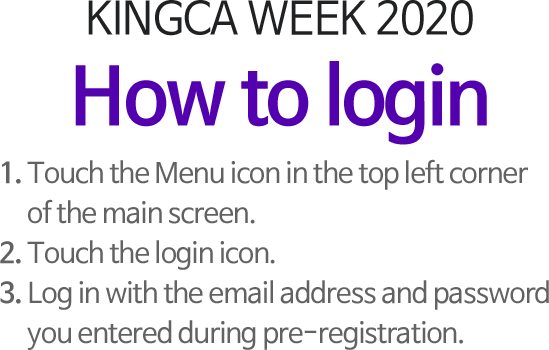 KINGCA WEEK 2020
How to login
1. Touch the Menu icon in the top left corner
of the main screen.
2. Touch the login icon.
3. Log in with the email address and password
you entered during pre-registration.